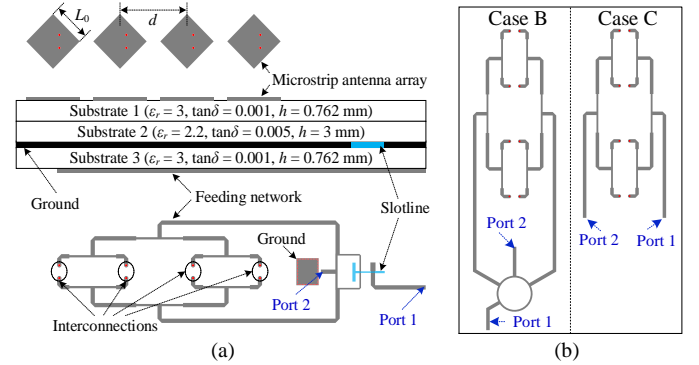 L₀
d
Microstrip antenna array
Substrate 1 (εᵣ = 3, tanδ = 0.001, h = 0.762 mm)
Substrate 2 (εᵣ = 2.2, tanδ = 0.005, h = 3 mm)
Substrate 3 (εᵣ = 3, tanδ = 0.001, h = 0.762 mm)
Ground
Feeding network
Slotline
Ground
Port 2
Port 1
Interconnections
(a)
Case B
Case C
Port 2
Port 1
Port 2
Port 1
(b)